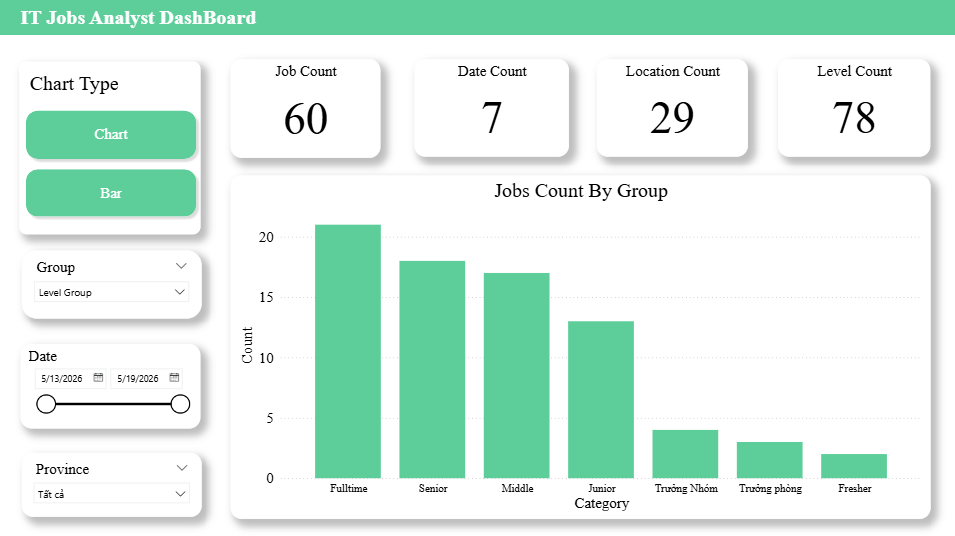 IT Jobs Analyst DashBoard
Chart Type
Chart
Bar
Group
Level Group
Date
5/13/2026 5/19/2026
Province
Tất cả
Job Count
60
Date Count
7
Location Count
29
Level Count
78
Jobs Count By Group
Count
20
15
10
5
0
Fulltime Senior Middle Junior Trưởng Nhóm Trưởng phòng Fresher
Category